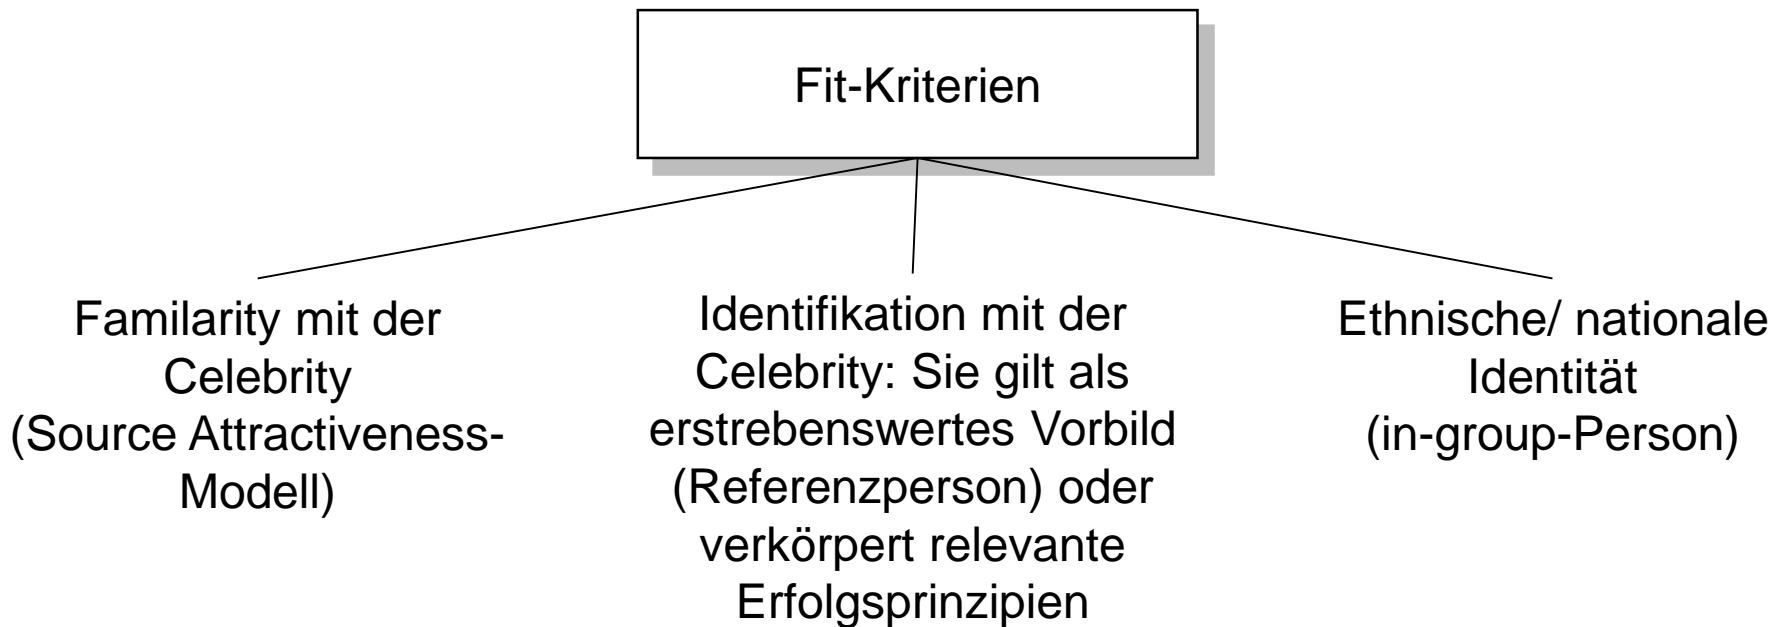 Fit-Kriterien
Familarity mit der
Celebrity
(Source Attractiveness-
Modell)
Identifikation mit der
Celebrity: Sie gilt als
erstrebenswertes Vorbild
(Referenzperson) oder
verkörpert relevante
Erfolgsprinzipien
Ethnische/ nationale
Identität
(in-group-Person)